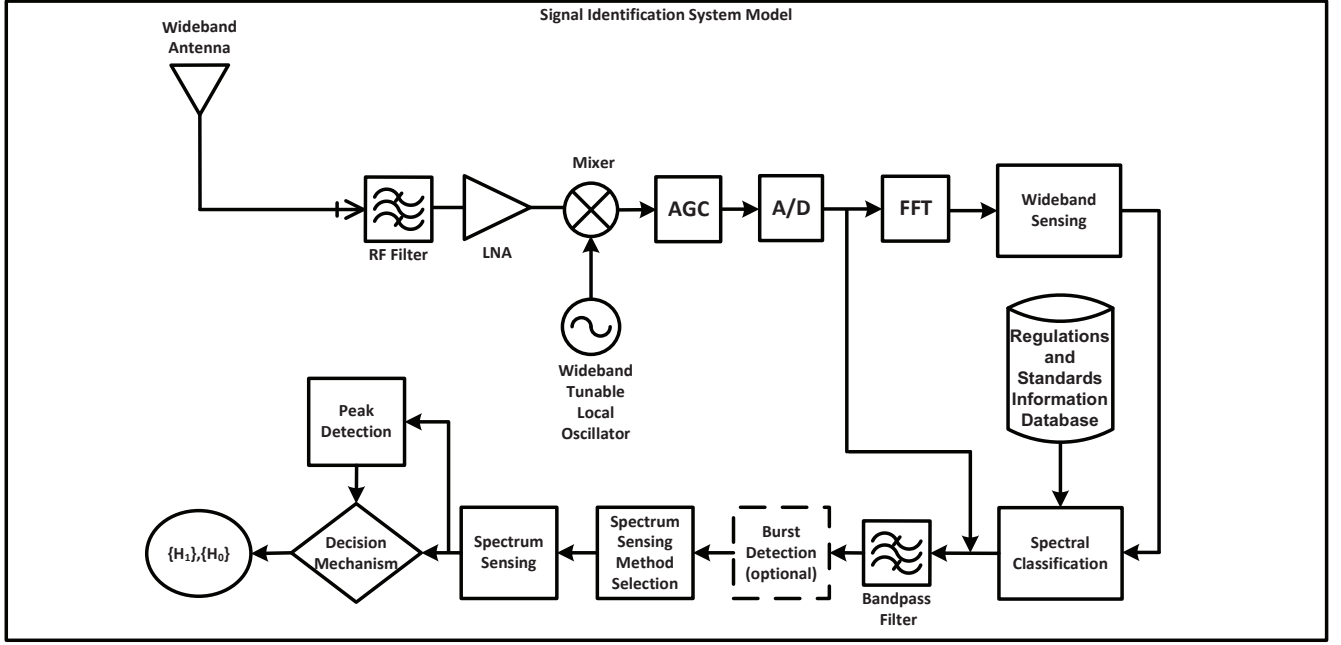 Signal Identification System Model
Wideband
Antenna
Mixer
AGC
A/D
FFT
Wideband
Sensing
RF Filter
LNA
Wideband
Tunable
Local
Oscillator
Regulations
and
Standards
Information
Database
Peak
Detection
{H₁},{H₀}
Decision
Mechanism
Spectrum
Sensing
Spectrum
Sensing
Method
Selection
Burst
Detection
(optional)
Bandpass
Filter
Spectral
Classification